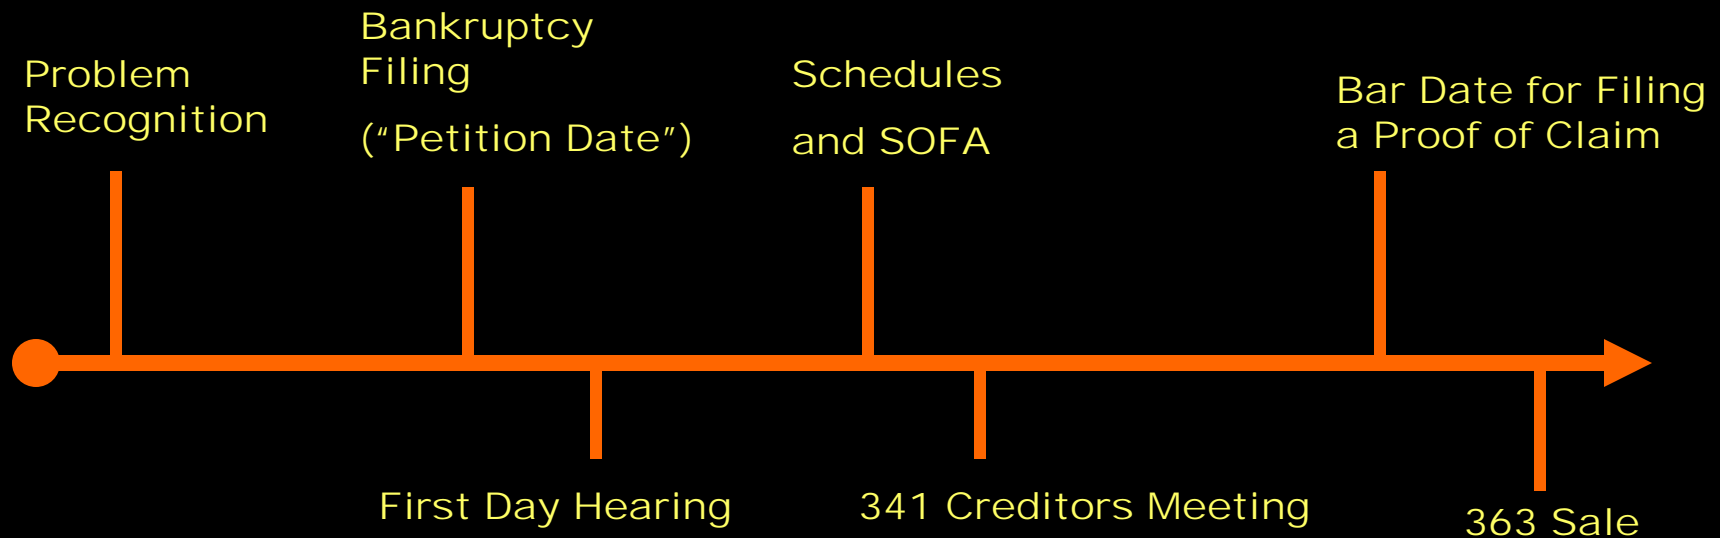 Problem
Recognition
Bankruptcy
Filing
("Petition Date")
Schedules
and SOFA
Bar Date for Filing
a Proof of Claim
First Day Hearing
341 Creditors Meeting
363 Sale